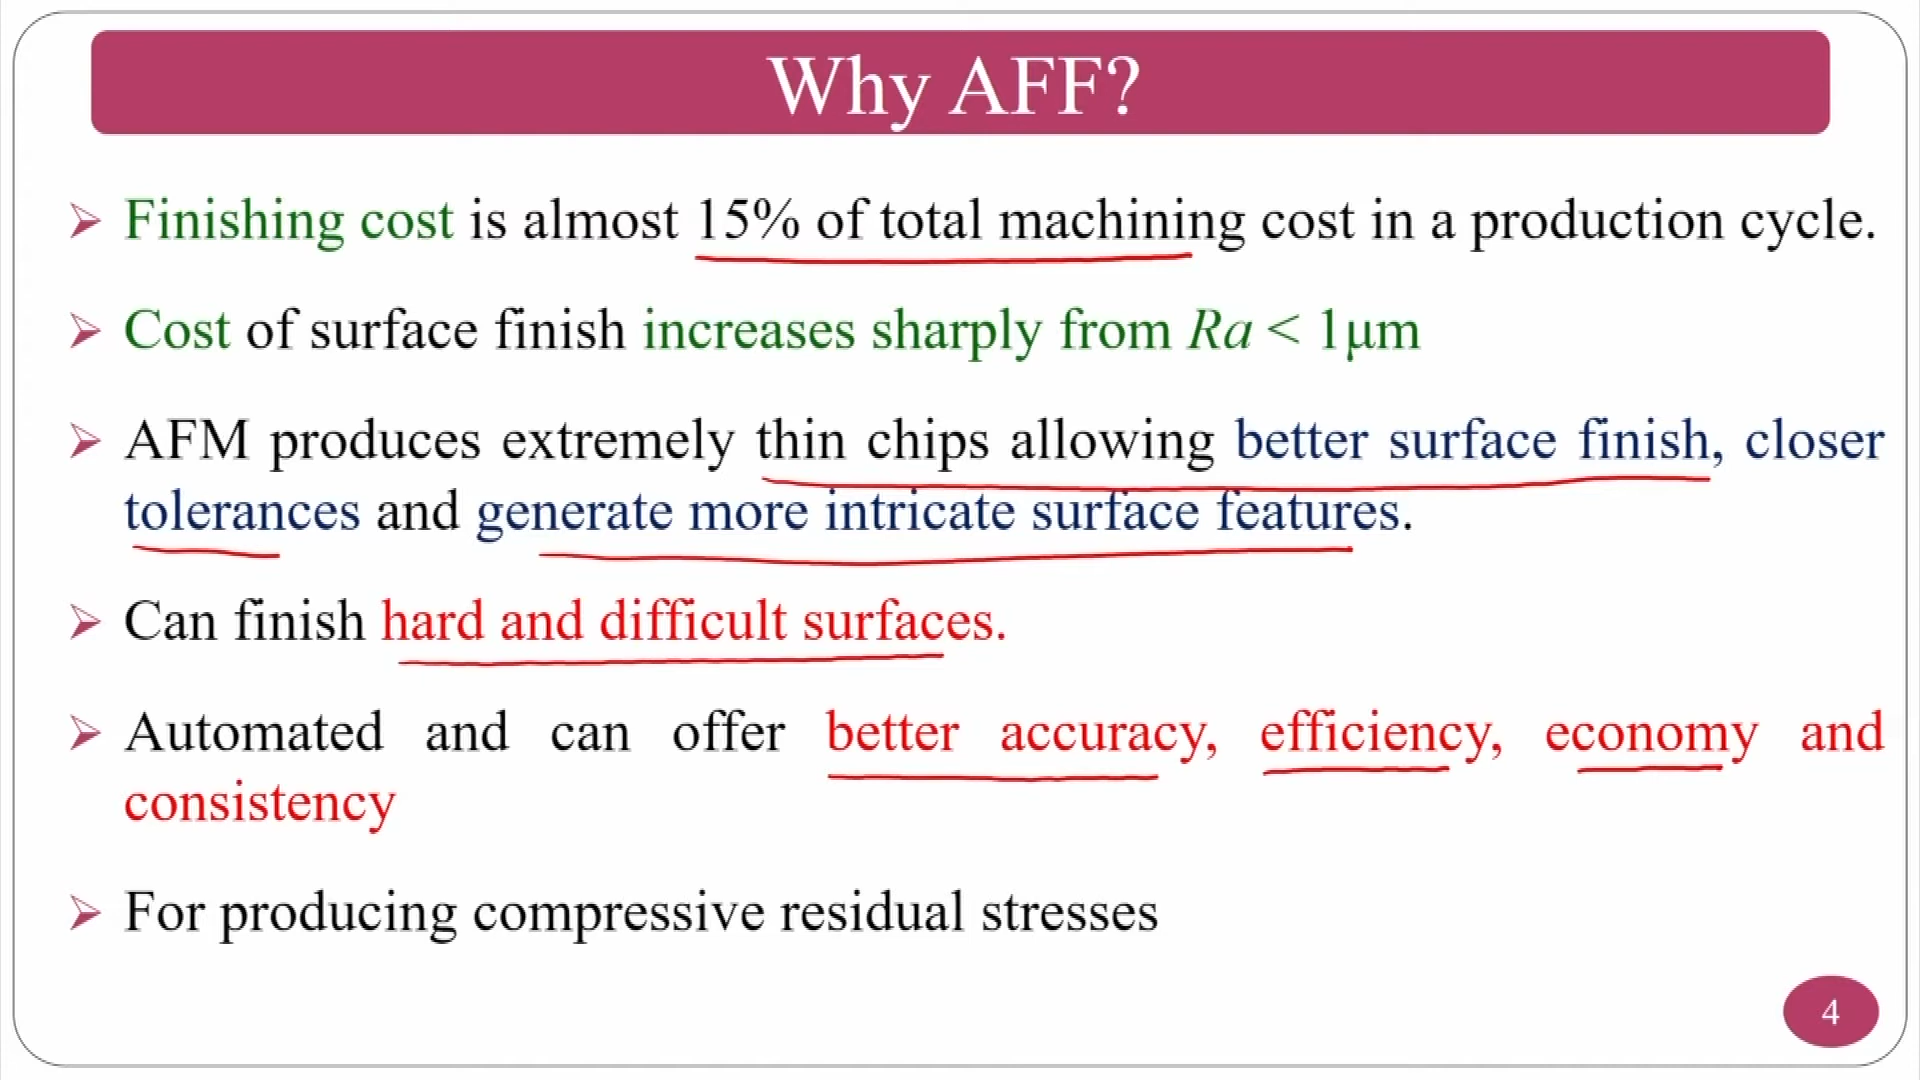 Why AFF?
Finishing cost is almost 15% of total machining cost in a production cycle.
Cost of surface finish increases sharply from Ra < 1μm
AFM produces extremely thin chips allowing better surface finish, closer
tolerances and generate more intricate surface features.
Can finish hard and difficult surfaces.
Automated and can offer better accuracy, efficiency, economy and
consistency
For producing compressive residual stresses
4